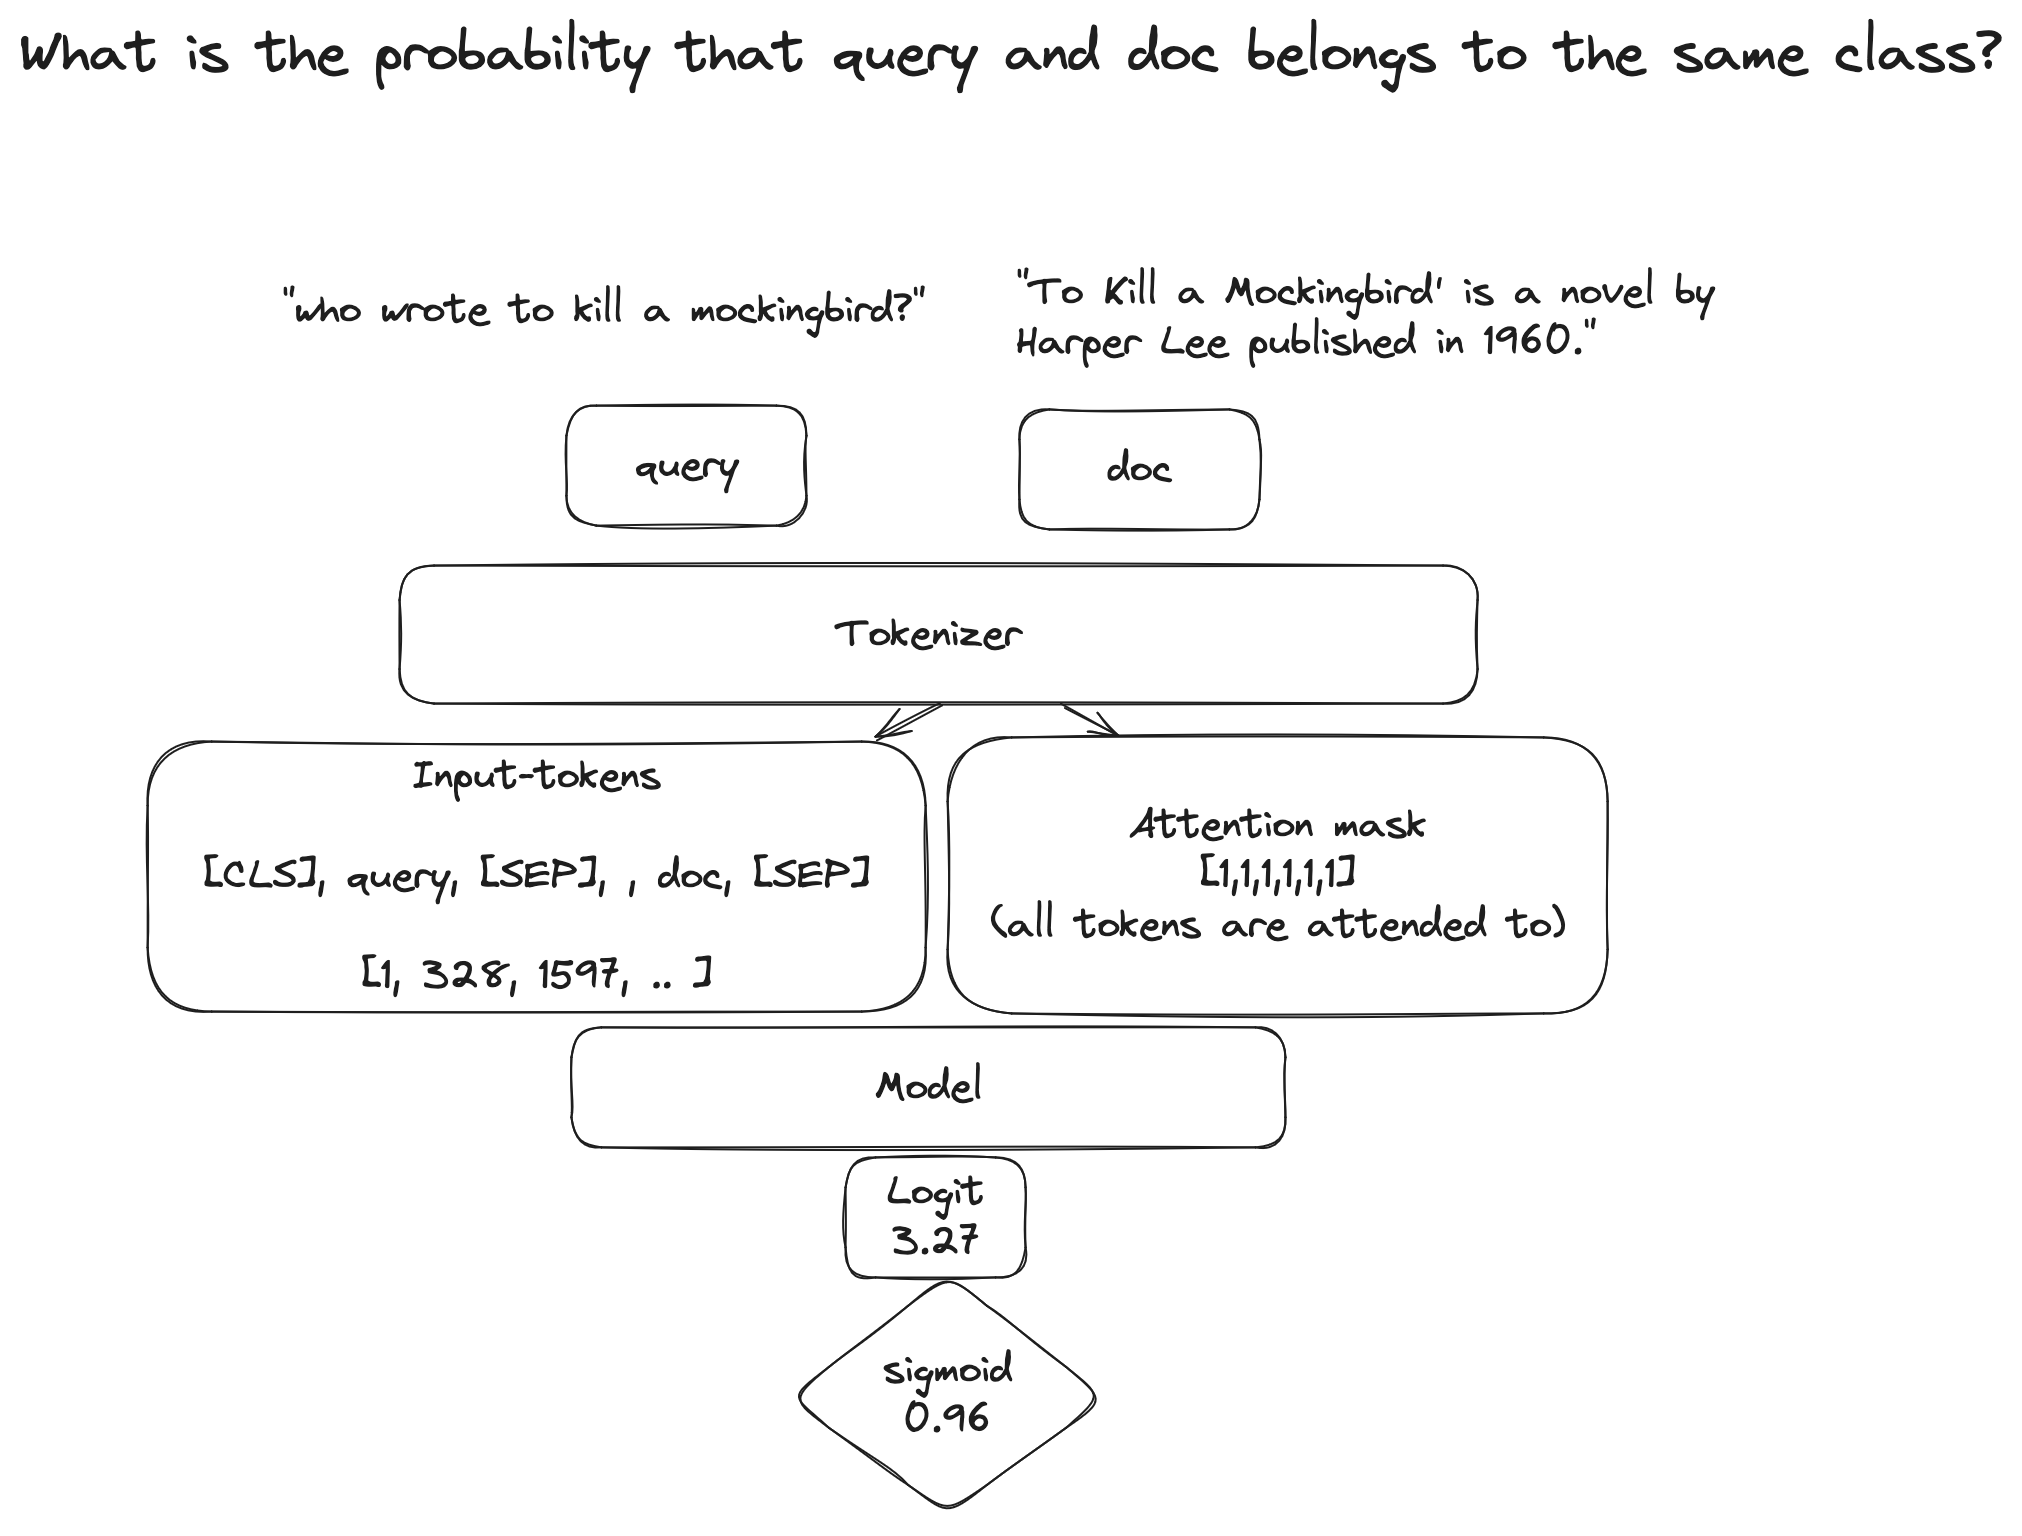 What is the probability that query and doc belongs to the same class?
"who wrote to kill a mockingbird?"
"To Kill a Mockingbird' is a novel by
Harper Lee published in 1960."
query
doc
Tokenizer
Input-tokens
[CLS], query, [SEP], , doc, [SEP]
[1, 328, 1597, .. ]
Attention mask
[1,1,1,1,1,1]
(all tokens are attended to)
Model
Logit
3.27
sigmoid
0.96